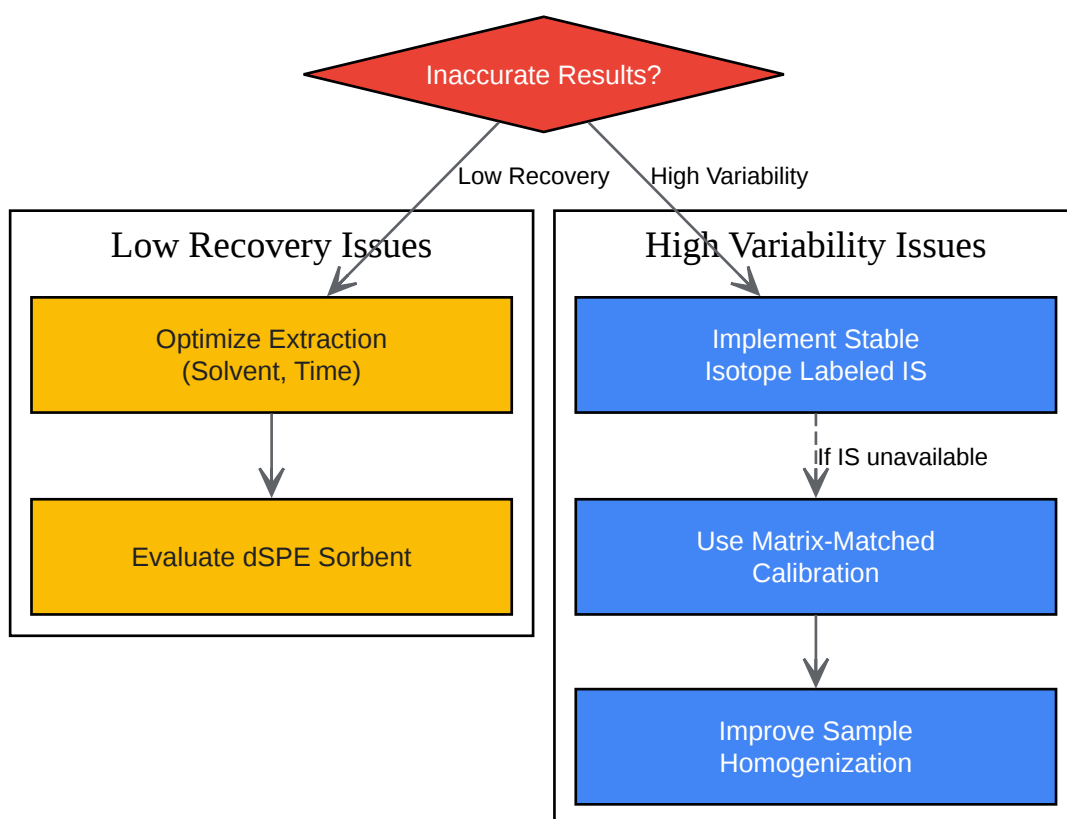 Inaccurate Results?
Low Recovery
High Variability
Low Recovery Issues
Optimize Extraction
(Solvent, Time)
Evaluate dSPE Sorbent
High Variability Issues
Implement Stable
Isotope Labeled IS
If IS unavailable
Use Matrix-Matched
Calibration
Improve Sample
Homogenization